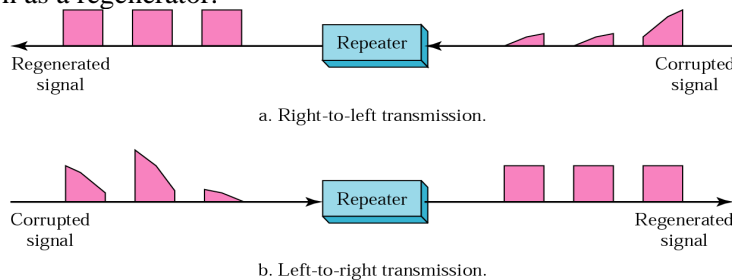 as a regenerator.
Repeater
Regenerated
signal
Corrupted
signal
a. Right-to-left transmission.
Repeater
Corrupted
signal
Regenerated
signal
b. Left-to-right transmission.